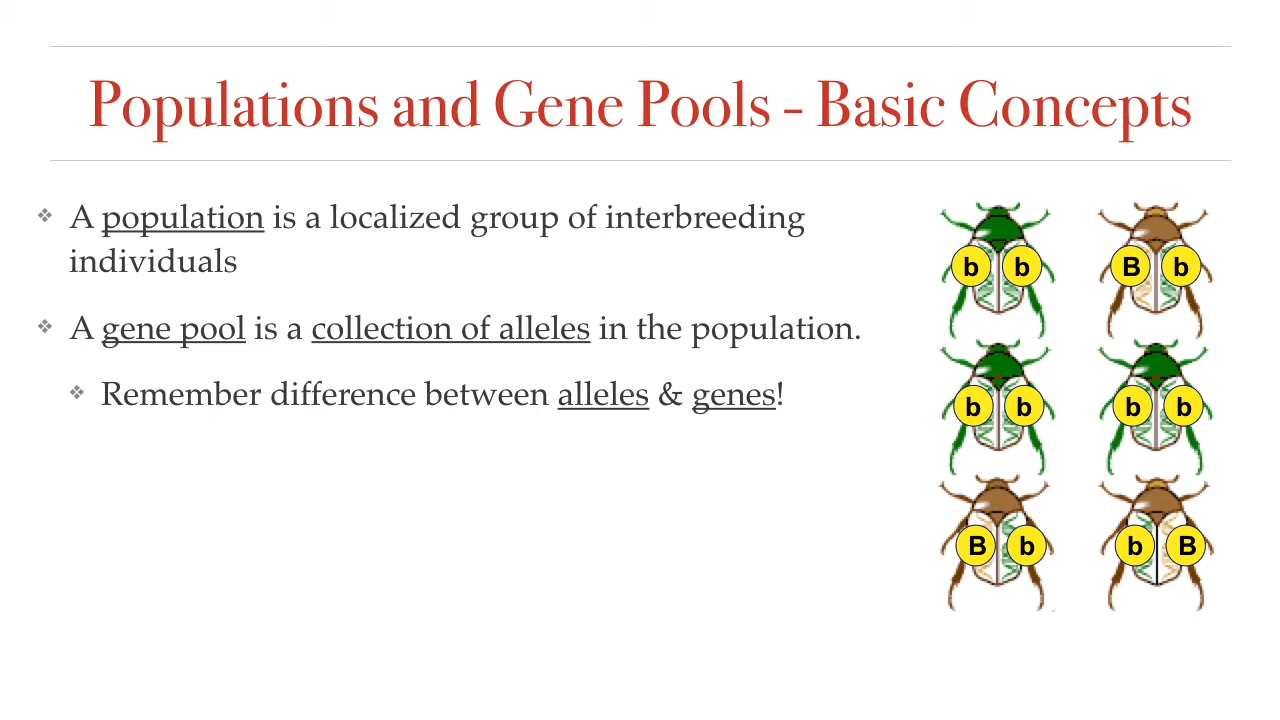 Populations and Gene Pools - Basic Concepts
❖ A population is a localized group of interbreeding
individuals
❖ A gene pool is a collection of alleles in the population.
❖ Remember difference between alleles & genes!
b b B b
b b b b
B b b B